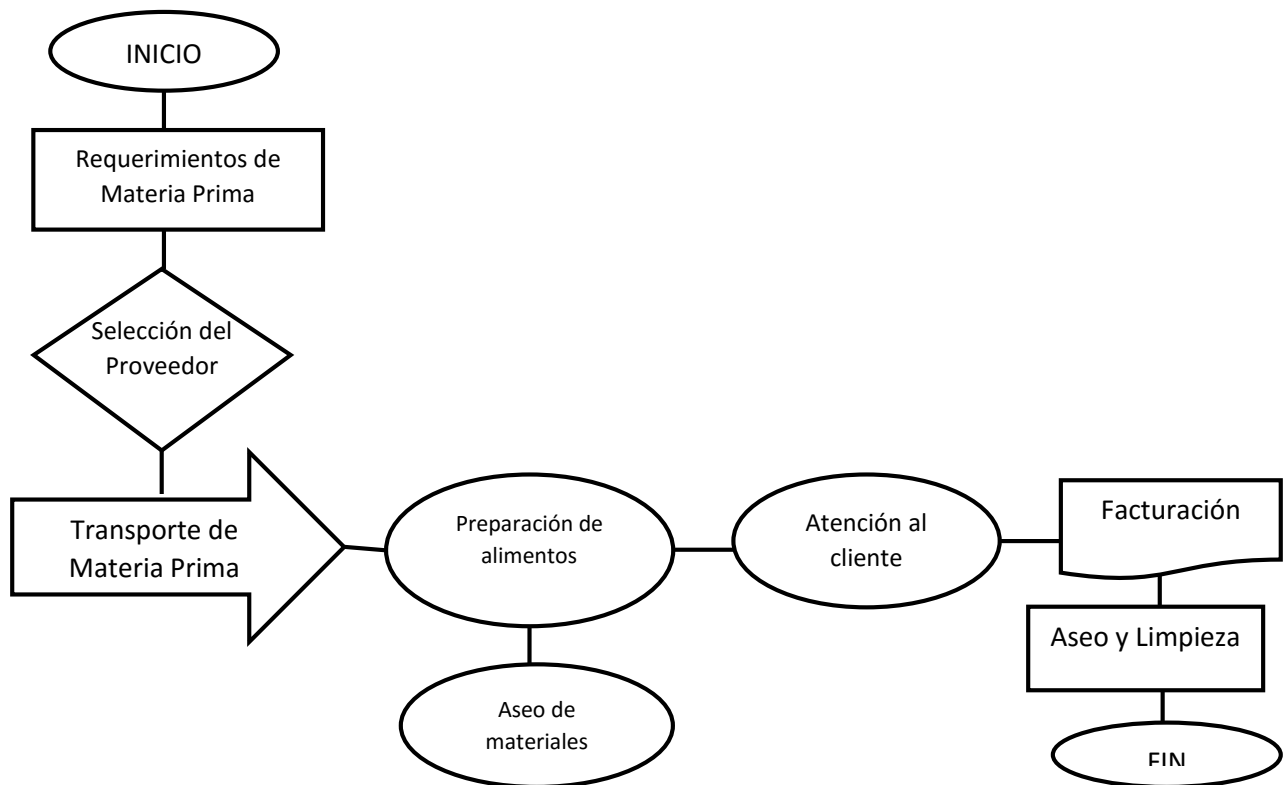 INICIO
Requerimientos de
Materia Prima
Selección del
Proveedor
Transporte de
Materia Prima
Preparación de
alimentos
Aseo de
materiales
Atención al
cliente
Facturación
Aseo y Limpieza
FIN